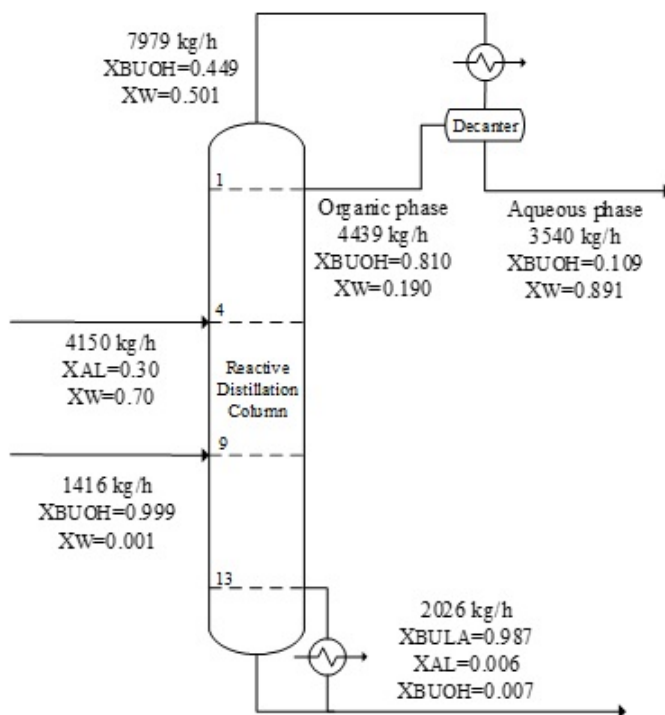 7979 kg/h
XBUOH=0.449
XW=0.501
Decanter
1
Organic phase
4439 kg/h
XBUOH=0.810
XW=0.190
Aqueous phase
3540 kg/h
XBUOH=0.109
XW=0.891
4
4150 kg/h
XAL=0.30
XW=0.70
Reactive
Distillation
Column
9
1416 kg/h
XBUOH=0.999
XW=0.001
13
2026 kg/h
XBULA=0.987
XAL=0.006
XBUOH=0.007